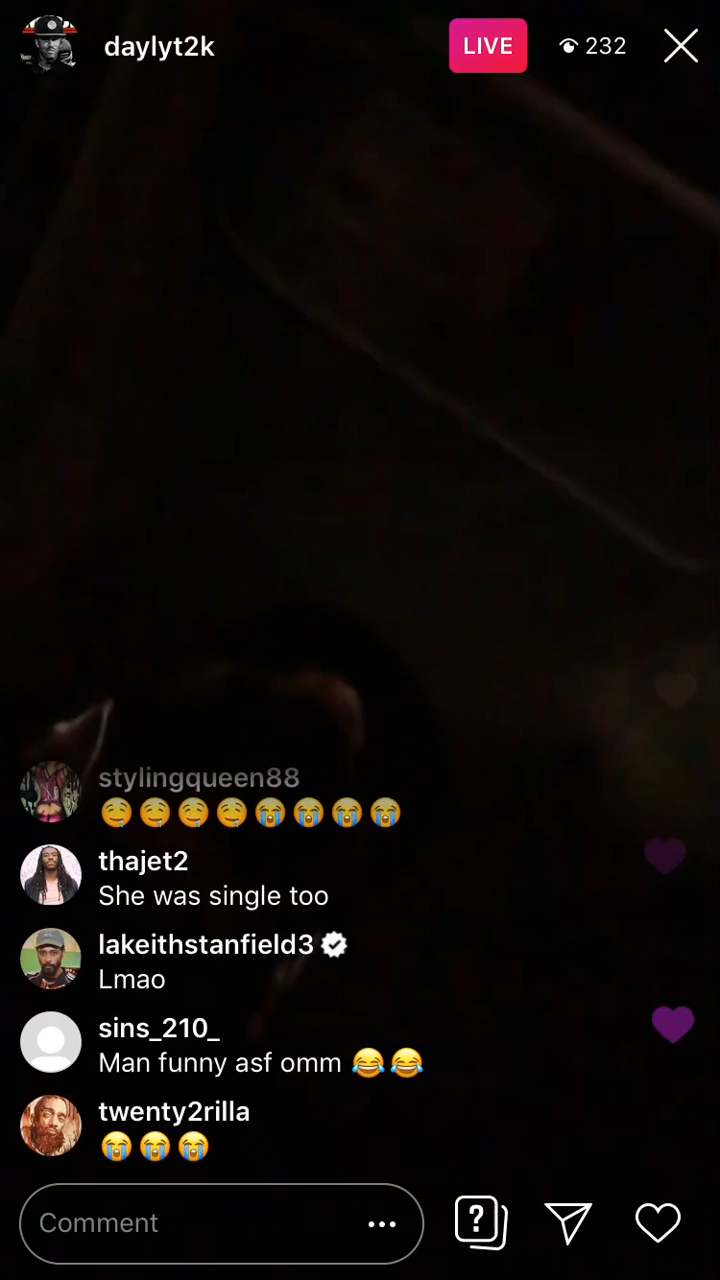 daylyt2k
LIVE
232
stylingqueen88
🤤🤤🤤🤤😭😭😭😭
thajet2
She was single too
lakeithstanfield3
Lmao
sins_210_
Man funny asf omm 😂😂
twenty2rilla
😭😭😭
Comment
?